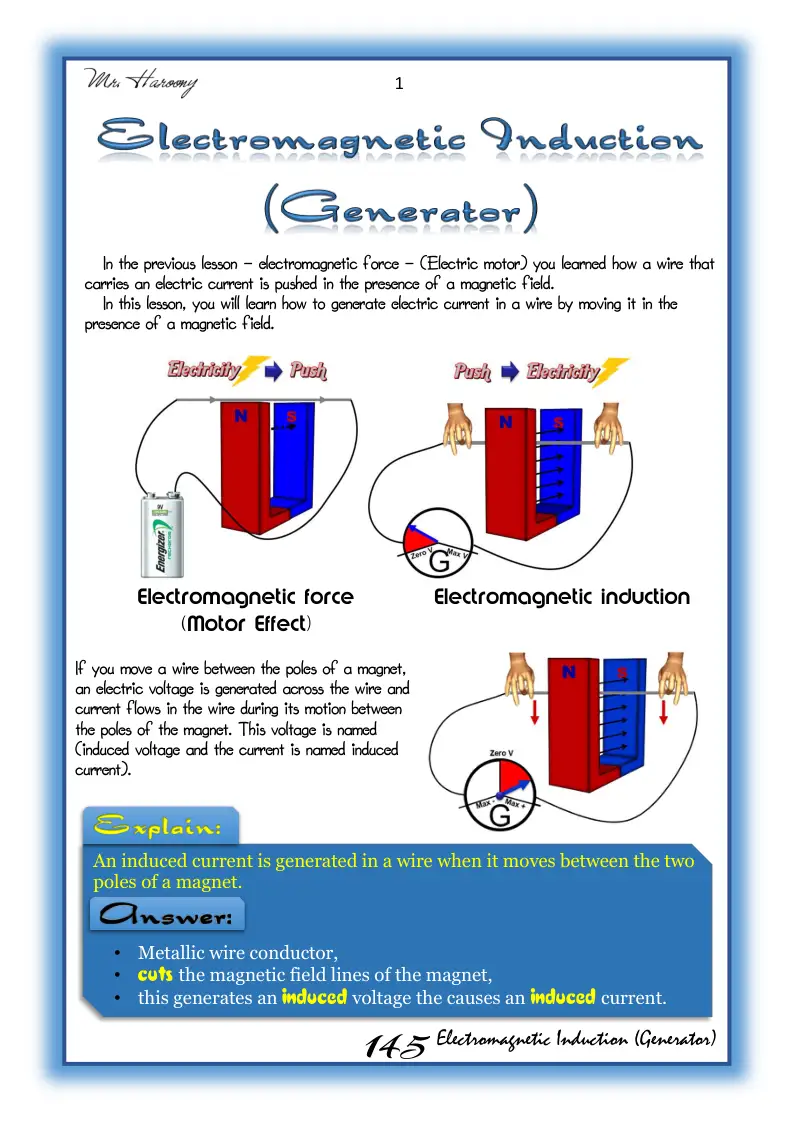 Mr. Haroony
1
Electromagnetic Induction
(Generator)
In the previous lesson - electromagnetic force - (Electric motor) you learned how a wire that
carries an electric current is pushed in the presence of a magnetic field.
In this lesson, you will learn how to generate electric current in a wire by moving it in the
presence of a magnetic field.
Electricity Push
Push Electricity
N S
N S
9V
Energizer
Zero V Max V
G
Electromagnetic force
(Motor Effect)
Electromagnetic induction
If you move a wire between the poles of a magnet,
an electric voltage is generated across the wire and
current flows in the wire during its motion between
the poles of the magnet. This voltage is named
(induced voltage and the current is named induced
current).
N S
Zero V
Max - Max +
G
Explain:
An induced current is generated in a wire when it moves between the two
poles of a magnet.
Answer:
• Metallic wire conductor,
• cuts the magnetic field lines of the magnet,
• this generates an induced voltage the causes an induced current.
145 Electromagnetic Induction (Generator)